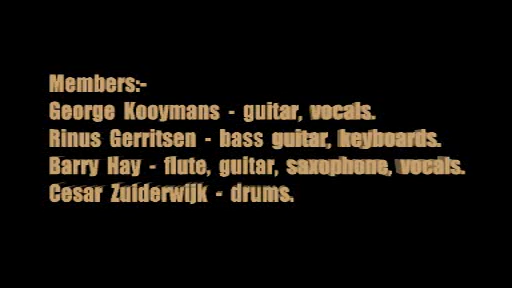 Members:-
George Kooymans - guitar, vocals.
Rinus Gerritsen - bass guitar, keyboards.
Barry Hay - flute, guitar, saxophone, vocals.
Cesar Zuiderwijk - drums.